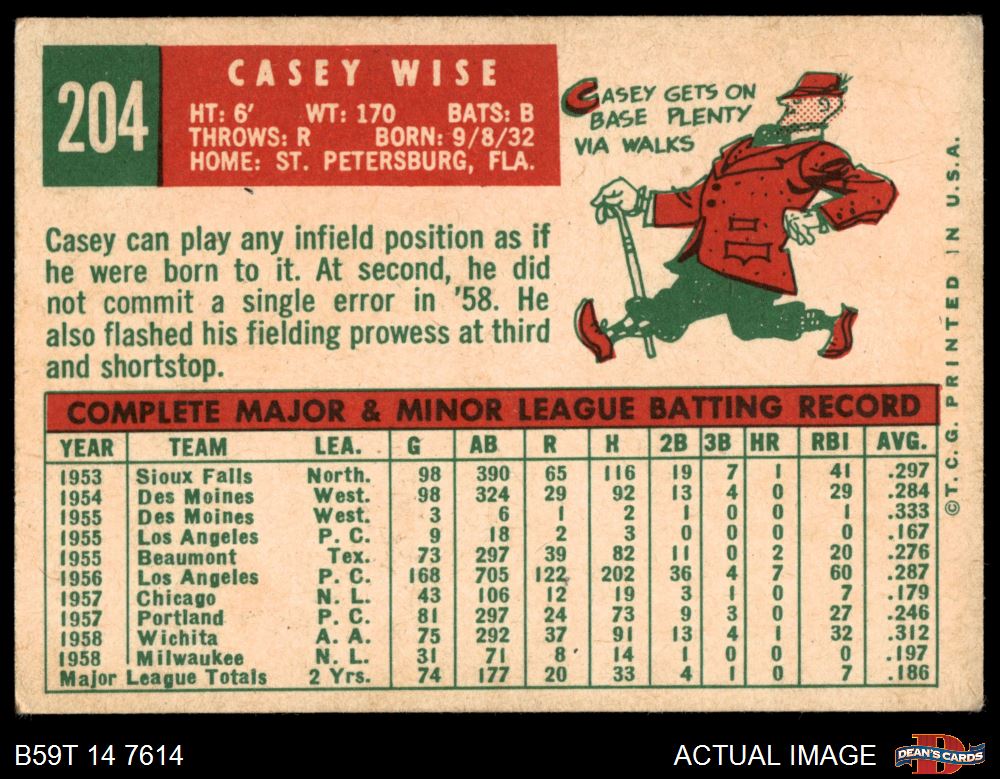 204
CASEY WISE
HT: 6' WT: 170 BATS: B
THROWS: R BORN: 9/8/32
HOME: ST. PETERSBURG, FLA.
CASEY GETS ON
BASE PLENTY
VIA WALKS
Casey can play any infield position as if
he were born to it. At second, he did
not commit a single error in '58. He
also flashed his fielding prowess at third
and shortstop.
COMPLETE MAJOR & MINOR LEAGUE BATTING RECORD
YEAR TEAM LEA. G AB R H 2B 3B HR RBI AVG.
1953 Sioux Falls North. 98 390 65 116 19 7 1 41 .297
1954 Des Moines West. 98 324 29 92 13 4 0 29 .284
1955 Des Moines West. 3 6 1 2 1 0 0 1 .333
1955 Los Angeles P. C. 9 18 2 3 0 0 0 0 .167
1955 Beaumont Tex. 73 297 39 82 11 0 2 20 .276
1956 Los Angeles P. C. 168 705 122 202 36 4 7 60 .287
1957 Chicago N. L. 43 106 12 19 3 1 0 7 .179
1957 Portland P. C. 81 297 24 73 9 3 0 27 .246
1958 Wichita A. A. 75 292 37 91 13 4 1 32 .312
1958 Milwaukee N. L. 31 71 8 14 1 0 0 0 .197
Major League Totals 2 Yrs. 74 177 20 33 4 1 0 7 .186
© T. C. G. PRINTED IN U.S.A.
B59T 14 7614
ACTUAL IMAGE
D
DEAN'S CARDS